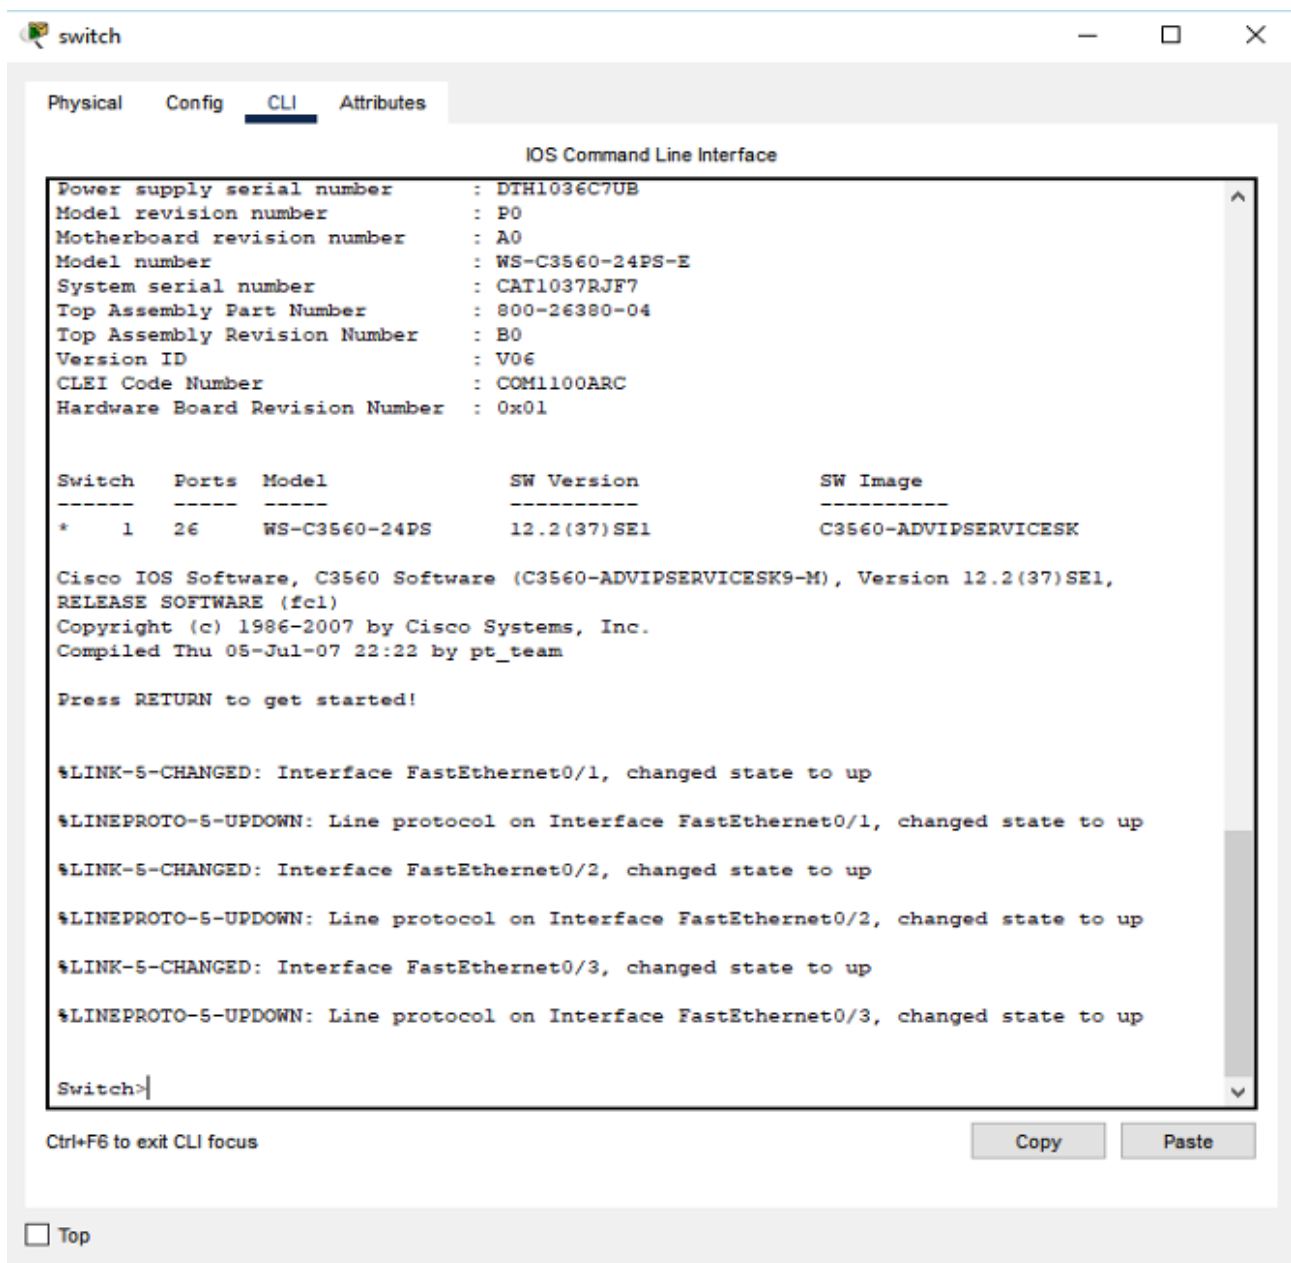 switch
Physical Config CLI Attributes
IOS Command Line Interface
Power supply serial number : DTH1036C7UB
Model revision number : P0
Motherboard revision number : A0
Model number : WS-C3560-24PS-E
System serial number : CAT1037RJF7
Top Assembly Part Number : 800-26380-04
Top Assembly Revision Number : B0
Version ID : V06
CLEI Code Number : COM1100ARC
Hardware Board Revision Number : 0x01
Switch Ports Model SW Version SW Image
------ ----- ----- ---------- ----------
* 1 26 WS-C3560-24PS 12.2(37)SE1 C3560-ADVIPSERVICESK
Cisco IOS Software, C3560 Software (C3560-ADVIPSERVICESK9-M), Version 12.2(37)SE1,
RELEASE SOFTWARE (fc1)
Copyright (c) 1986-2007 by Cisco Systems, Inc.
Compiled Thu 05-Jul-07 22:22 by pt_team
Press RETURN to get started!
%LINK-5-CHANGED: Interface FastEthernet0/1, changed state to up
%LINEPROTO-5-UPDOWN: Line protocol on Interface FastEthernet0/1, changed state to up
%LINK-5-CHANGED: Interface FastEthernet0/2, changed state to up
%LINEPROTO-5-UPDOWN: Line protocol on Interface FastEthernet0/2, changed state to up
%LINK-5-CHANGED: Interface FastEthernet0/3, changed state to up
%LINEPROTO-5-UPDOWN: Line protocol on Interface FastEthernet0/3, changed state to up
Switch>
Ctrl+F6 to exit CLI focus
Copy Paste
Top